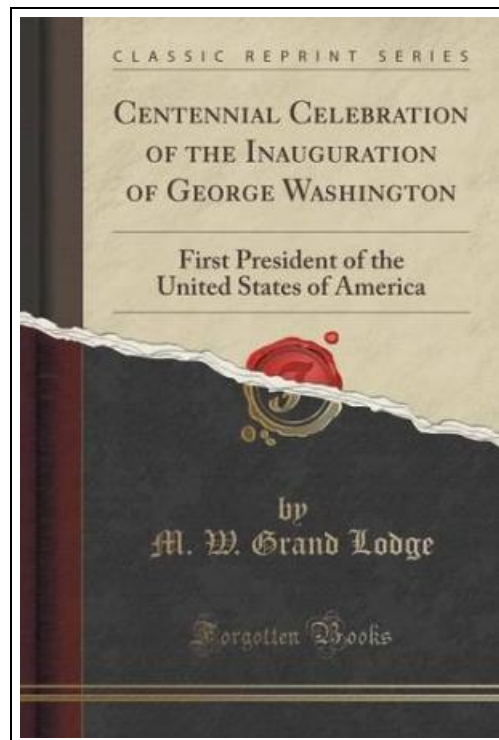 CLASSIC REPRINT SERIES
CENTENNIAL CELEBRATION
OF THE INAUGURATION
OF GEORGE WASHINGTON
First President of the
United States of America
by
M. W. Grand Lodge
Forgotten Books